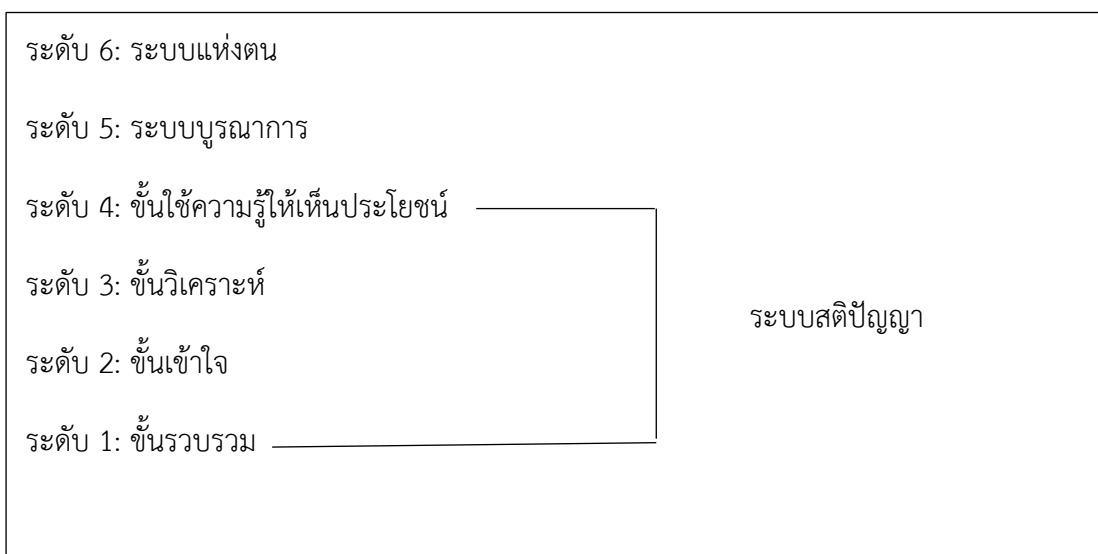 ระดับ 6: ระบบแห่งตน
ระดับ 5: ระบบบูรณาการ
ระดับ 4: ขั้นใช้ความรู้ให้เห็นประโยชน์
ระดับ 3: ขั้นวิเคราะห์
ระบบสติปัญญา
ระดับ 2: ขั้นเข้าใจ
ระดับ 1: ขั้นรวบรวม